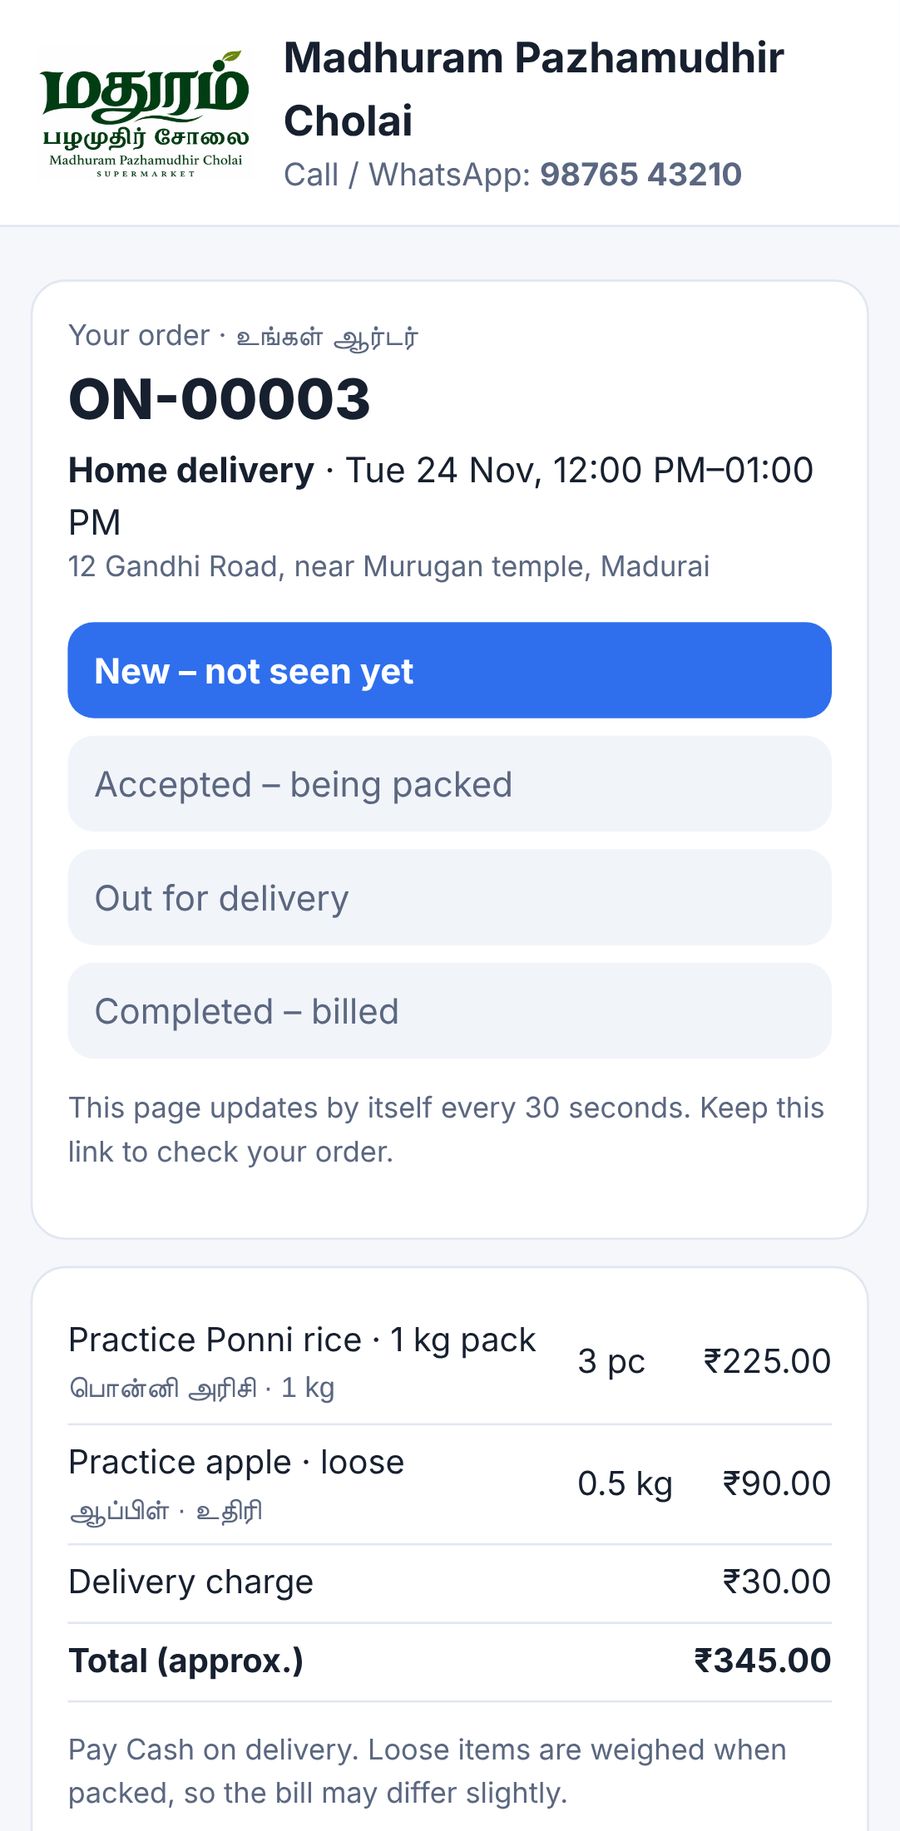 மதுரம்
பழமுதிர் சோலை
Madhuram Pazhamudhir Cholai
SUPERMARKET
Madhuram Pazhamudhir
Cholai
Call / WhatsApp: 98765 43210
Your order · உங்கள் ஆர்டர்
ON-00003
Home delivery · Tue 24 Nov, 12:00 PM–01:00
PM
12 Gandhi Road, near Murugan temple, Madurai
New – not seen yet
Accepted – being packed
Out for delivery
Completed – billed
This page updates by itself every 30 seconds. Keep this
link to check your order.
Practice Ponni rice · 1 kg pack 3 pc ₹225.00
பொன்னி அரிசி · 1 kg
Practice apple · loose 0.5 kg ₹90.00
ஆப்பிள் · உதிரி
Delivery charge ₹30.00
Total (approx.) ₹345.00
Pay Cash on delivery. Loose items are weighed when
packed, so the bill may differ slightly.